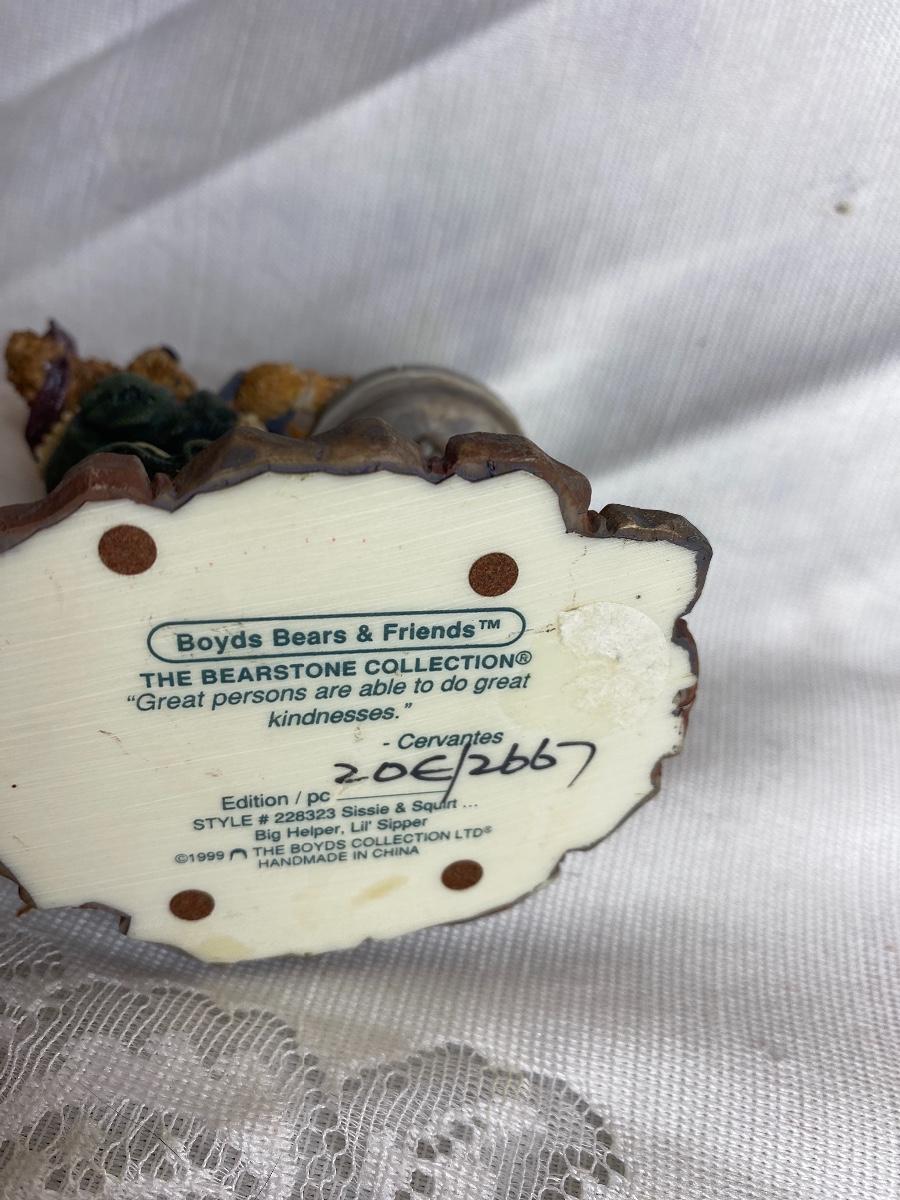 Boyds Bears & Friends™
THE BEARSTONE COLLECTION®
“Great persons are able to do great
kindnesses.”
- Cervantes
20E/2667
Edition / pc
STYLE # 228323 Sissie & Squirt ...
Big Helper, Lil' Sipper
©1999 THE BOYDS COLLECTION LTD®
HANDMADE IN CHINA